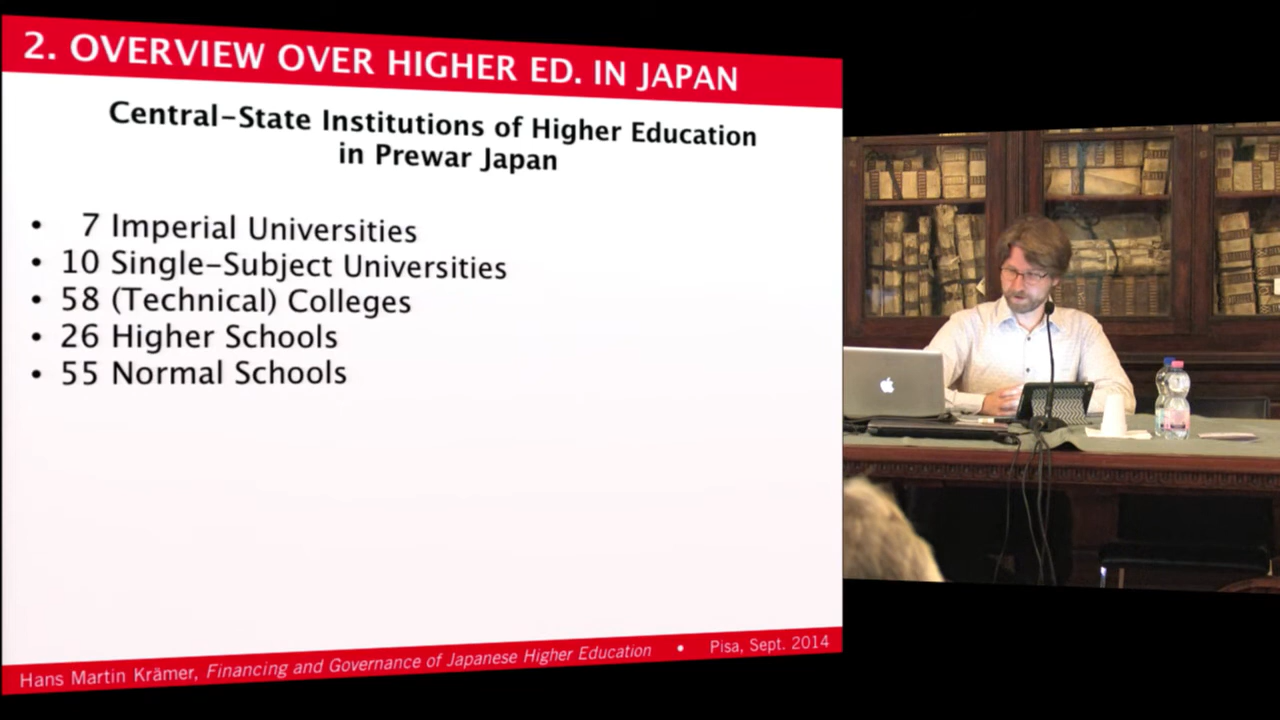 2. OVERVIEW OVER HIGHER ED. IN JAPAN
Central-State Institutions of Higher Education
in Prewar Japan
• 7 Imperial Universities
• 10 Single-Subject Universities
• 58 (Technical) Colleges
• 26 Higher Schools
• 55 Normal Schools
Hans Martin Krämer, Financing and Governance of Japanese Higher Education • Pisa, Sept. 2014